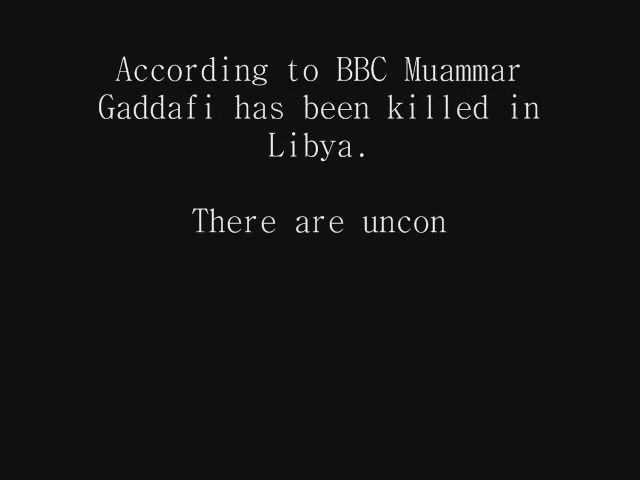 According to BBC Muammar
Gaddafi has been killed in
Libya.
There are uncon